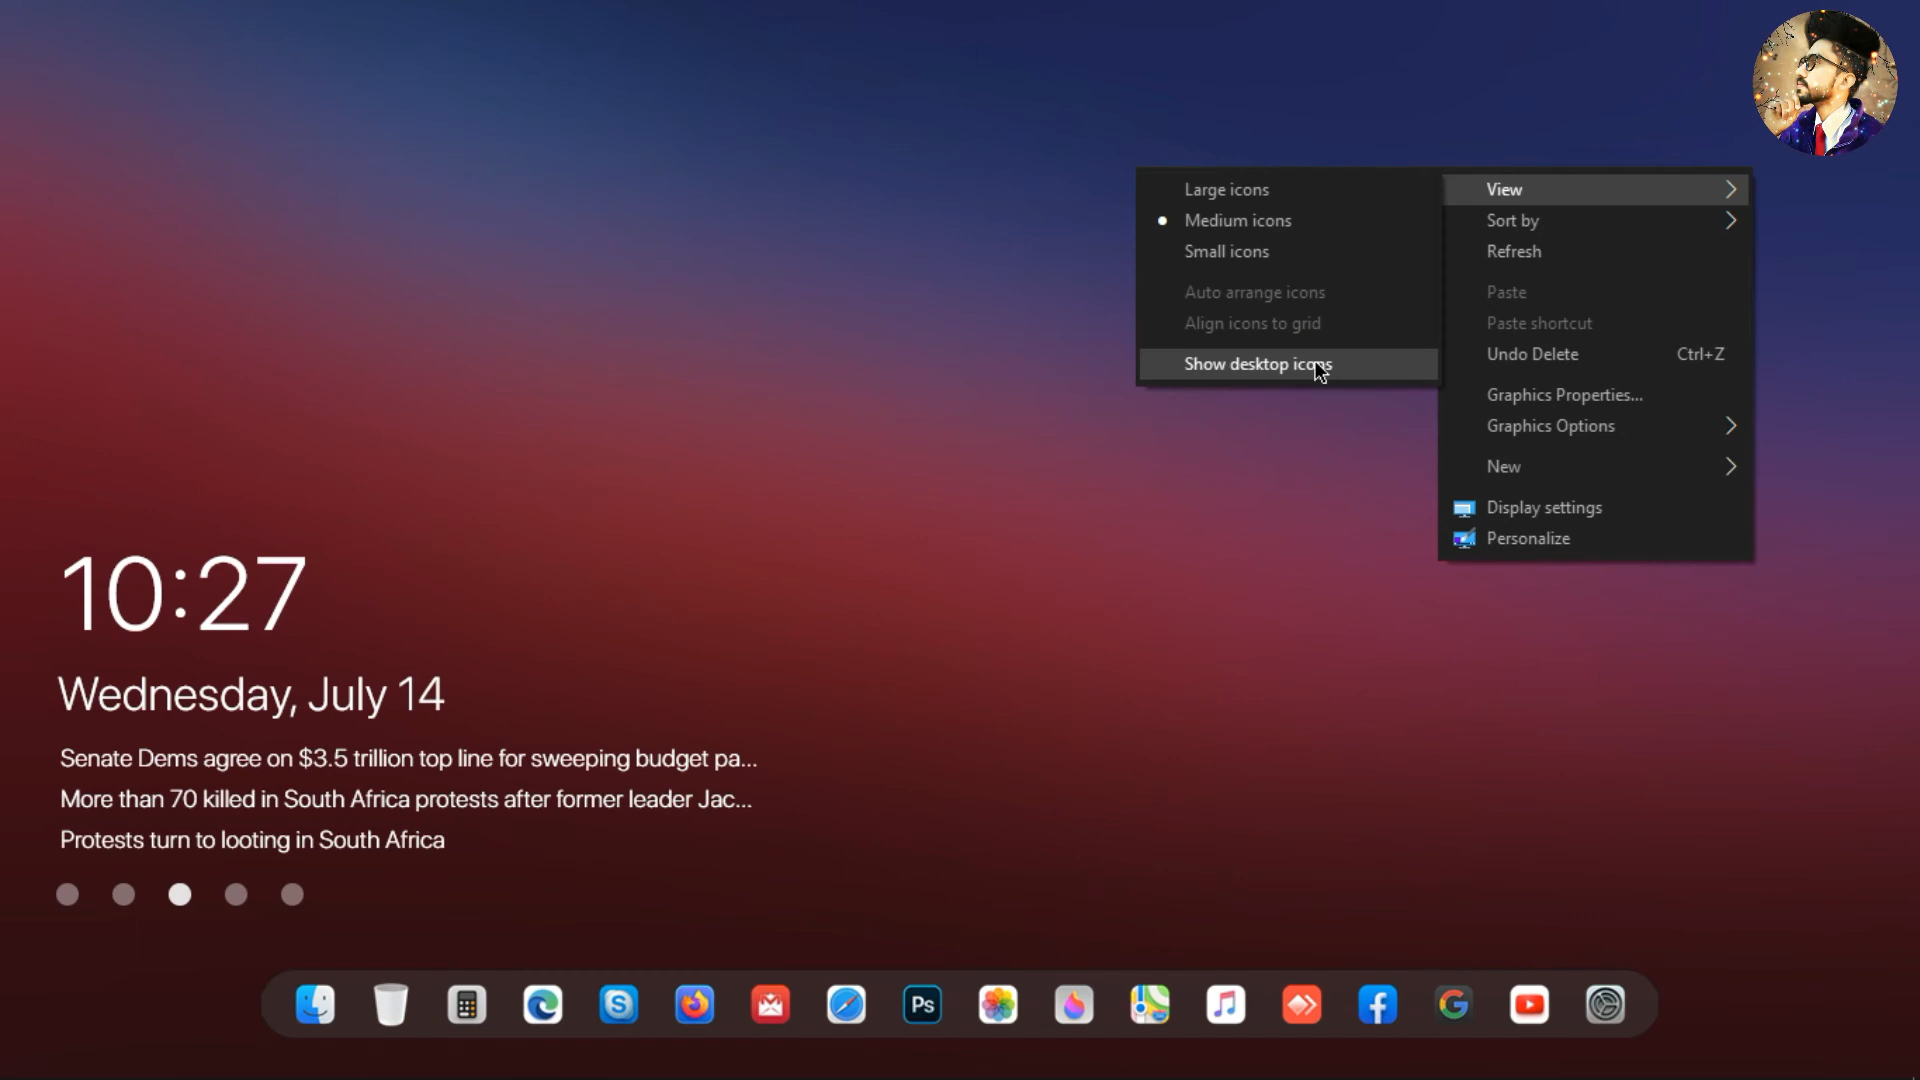 Large icons
Medium icons
Small icons
Auto arrange icons
Align icons to grid
Show desktop icons
View
Sort by
Refresh
Paste
Paste shortcut
Undo Delete Ctrl+Z
Graphics Properties...
Graphics Options
New
Display settings
Personalize
10:27
Wednesday, July 14
Senate Dems agree on $3.5 trillion top line for sweeping budget pa...
More than 70 killed in South Africa protests after former leader Jac...
Protests turn to looting in South Africa
Ps